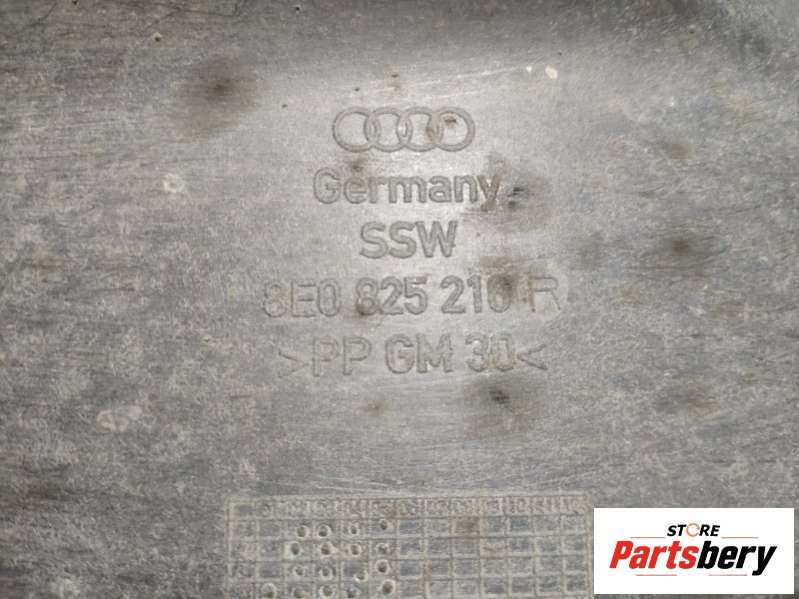 Germany
SSW
8E0 825 210 R
>PP GM 30<
STORE
Partsbery